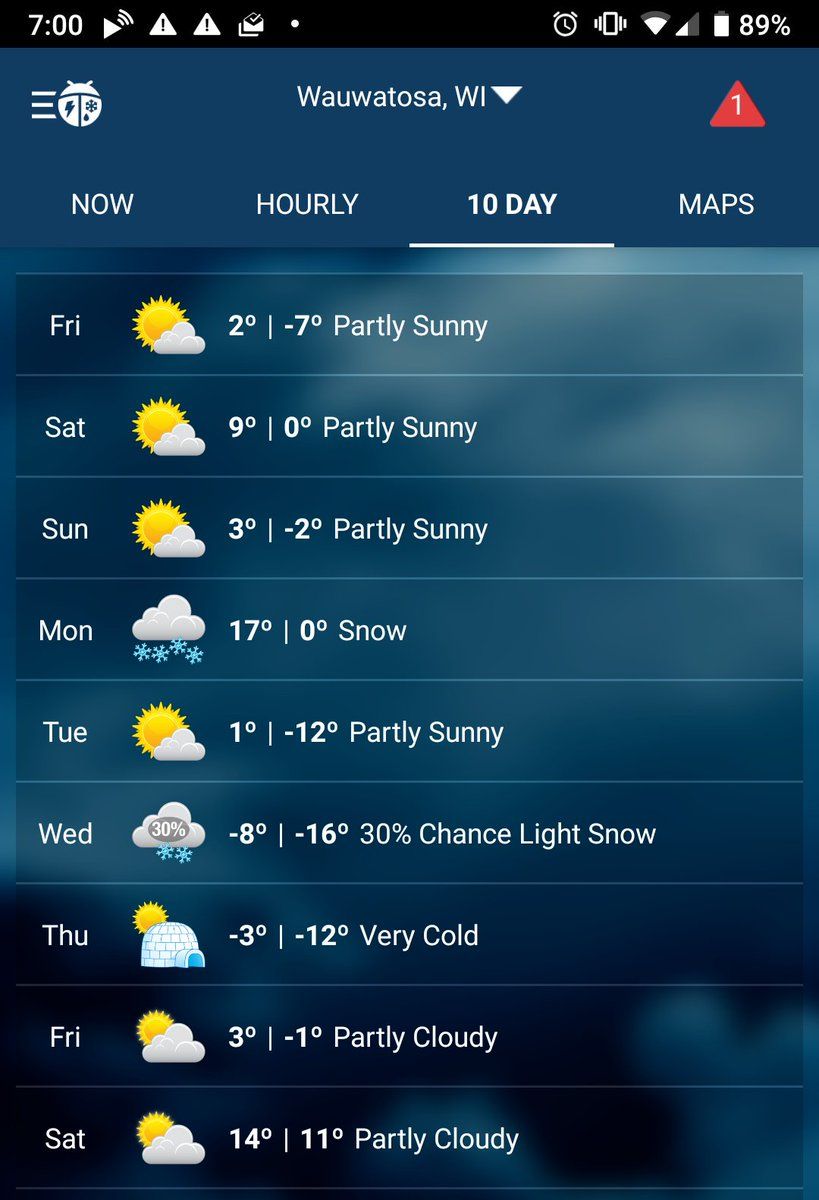 7:00 89%
Wauwatosa, WI
1
NOW HOURLY 10 DAY MAPS
Fri 2º | -7º Partly Sunny
Sat 9º | 0º Partly Sunny
Sun 3º | -2º Partly Sunny
Mon 17º | 0º Snow
Tue 1º | -12º Partly Sunny
Wed 30% -8º | -16º 30% Chance Light Snow
Thu -3º | -12º Very Cold
Fri 3º | -1º Partly Cloudy
Sat 14º | 11º Partly Cloudy